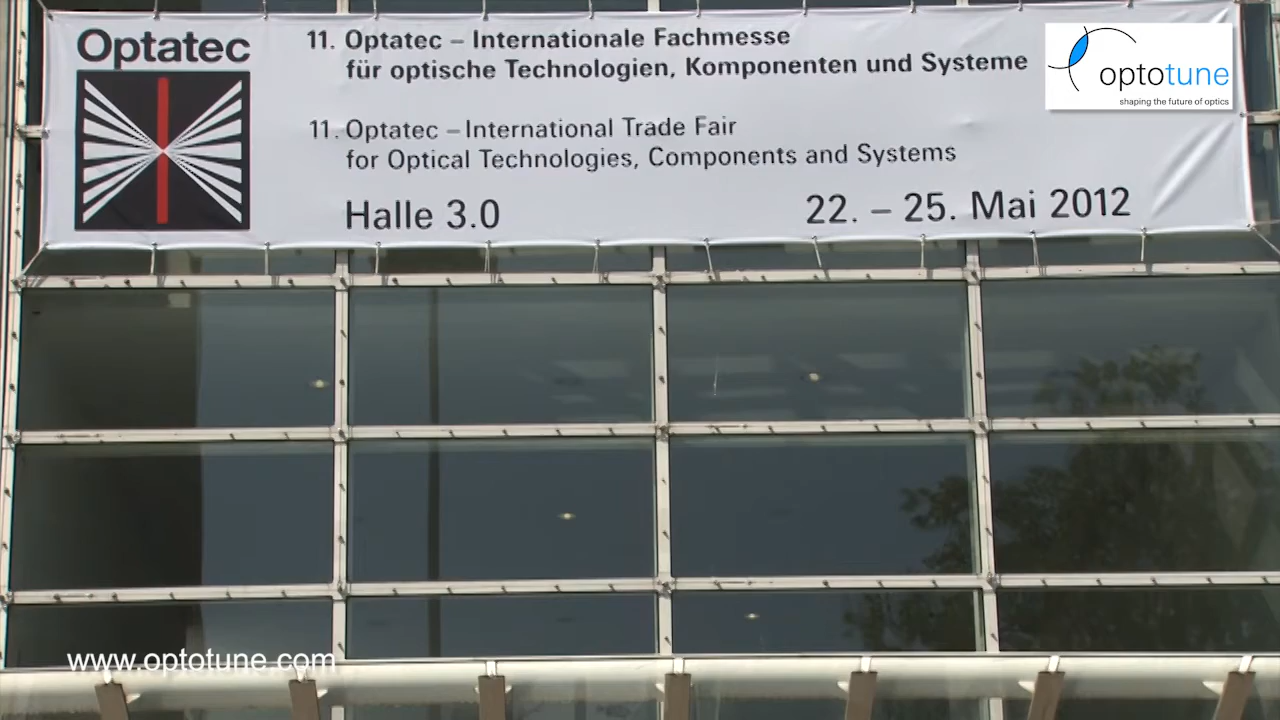 Optatec
11. Optatec – Internationale Fachmesse
für optische Technologien, Komponenten und Systeme
11. Optatec – International Trade Fair
for Optical Technologies, Components and Systems
Halle 3.0
22. – 25. Mai 2012
optotune
shaping the future of optics
www.optotune.com